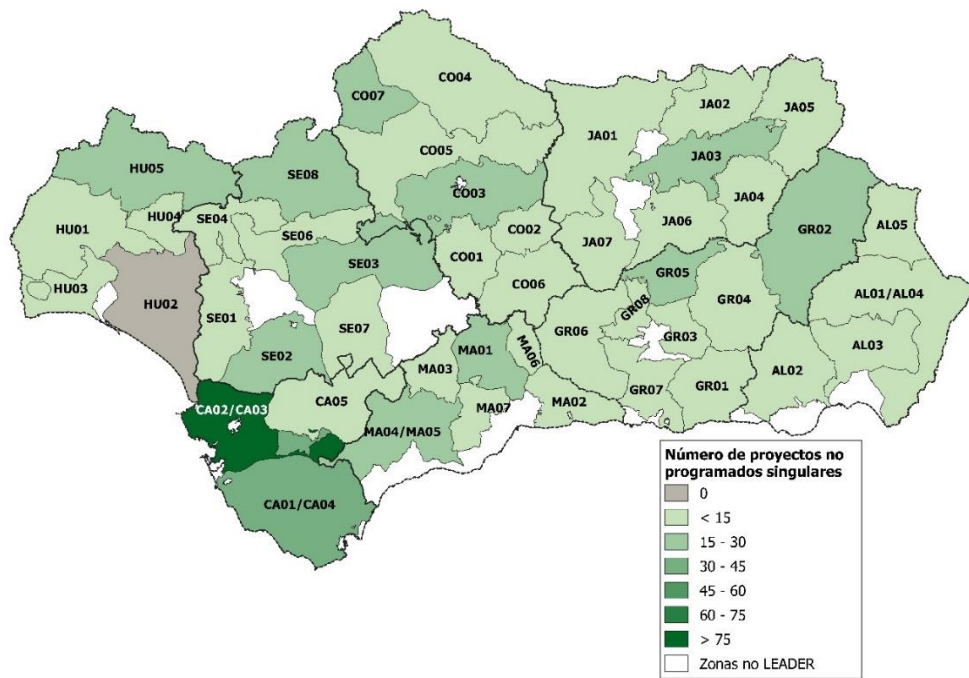 CO04
JA02
JA05
CO07
JA01
CO05
JA03
HU05
SE08
CO03
JA04
HU04
SE04
JA06
HU01
CO02
SE06
JA07
GR02
AL05
CO01
SE03
GR05
HU03
CO06
AL01/AL04
HU02
GR08
GR04
SE01
SE07
GR06
GR03
AL03
SE02
MA01
MA06
MA03
AL02
GR07
GR01
CA05
MA07
MA02
CA02/CA03
MA04/MA05
CA01/CA04
Número de proyectos no
programados singulares
0
< 15
15 - 30
30 - 45
45 - 60
60 - 75
> 75
Zonas no LEADER